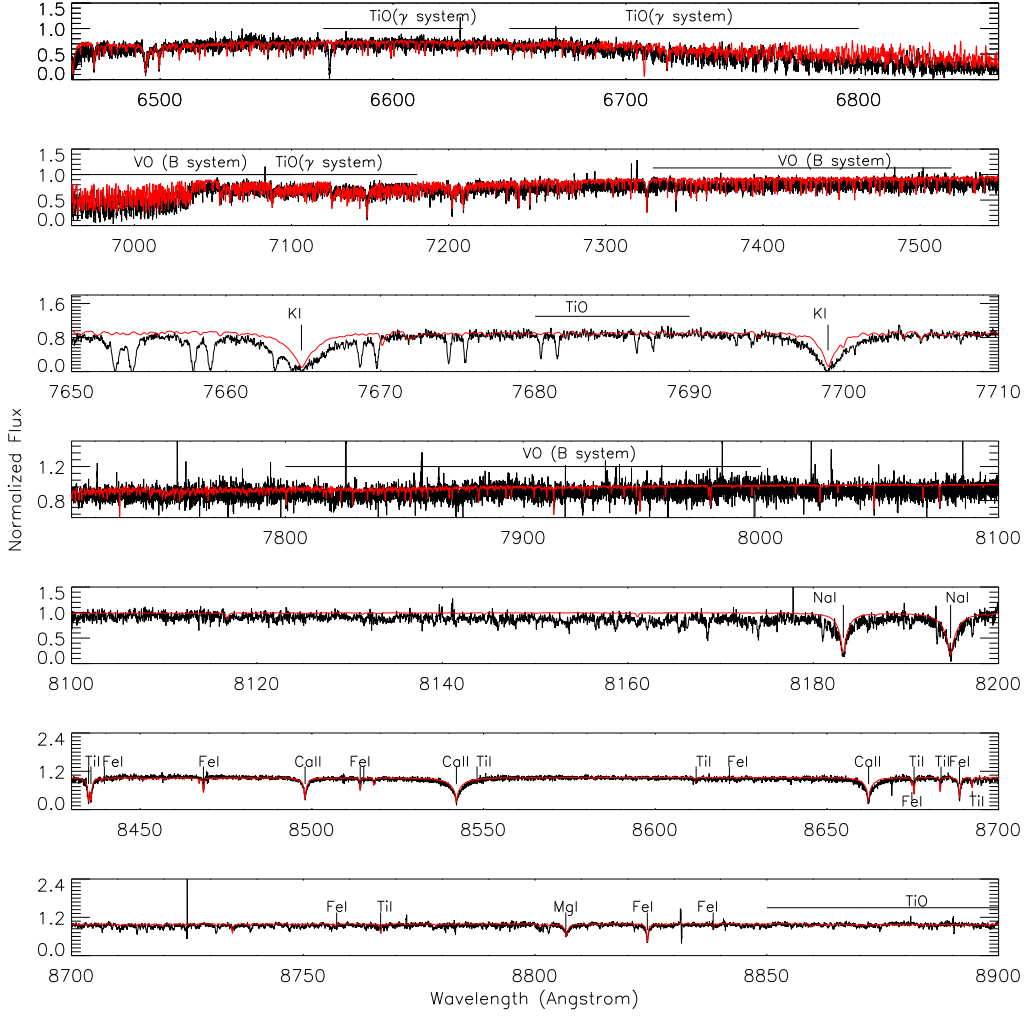 TiO(γ system) TiO(γ system)
1.5
1.0
0.5
0.0
6500 6600 6700 6800
VO (B system) TiO(γ system) VO (B system)
1.5
1.0
0.5
0.0
7000 7100 7200 7300 7400 7500
KI TiO KI
1.6
0.8
0.0
7650 7660 7670 7680 7690 7700 7710
VO (B system)
1.2
0.8
7800 7900 8000 8100
NaI NaI
1.5
1.0
0.5
0.0
8100 8120 8140 8160 8180 8200
2.4
TiI FeI FeI CaII FeI CaII TiI TiI FeI CaII TiI TiI FeI
1.2
FeI TiI
0.0
8450 8500 8550 8600 8650 8700
2.4
FeI TiI MgI FeI FeI TiO
1.2
0.0
8700 8750 8800 8850 8900
Wavelength (Angstrom)
Normalized Flux